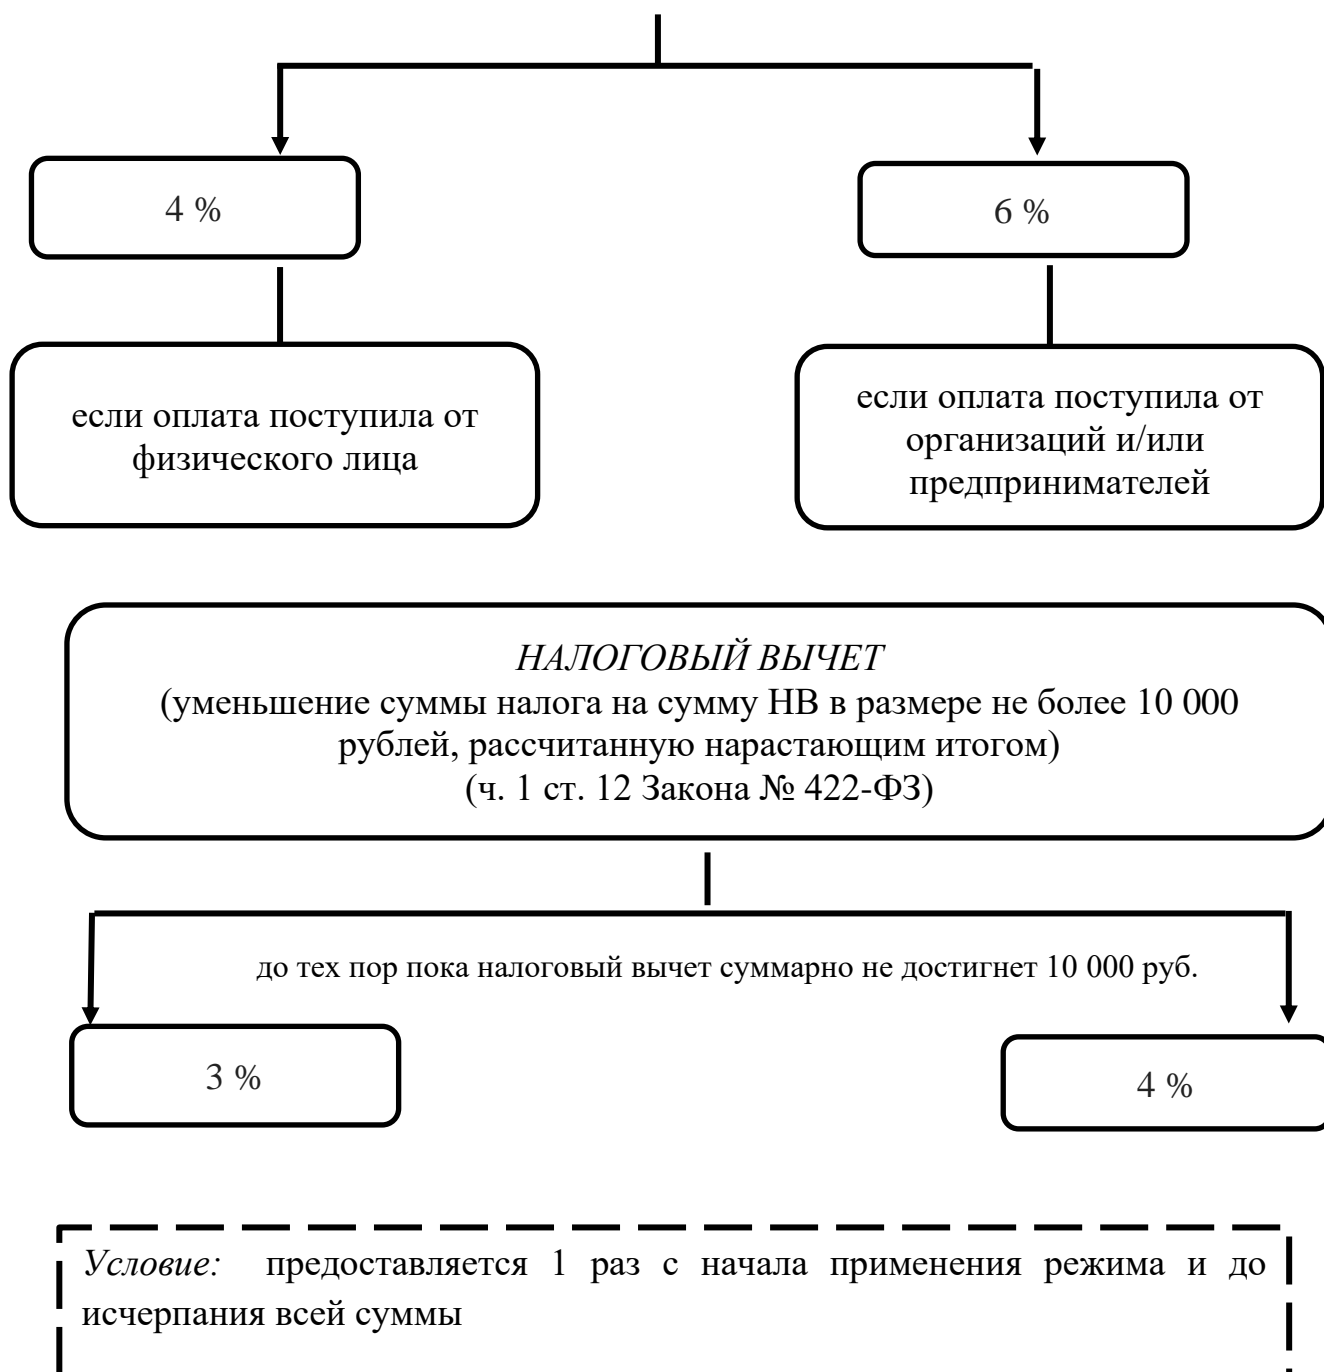 4 %
6 %
если оплата поступила от
физического лица
если оплата поступила от
организаций и/или
предпринимателей
НАЛОГОВЫЙ ВЫЧЕТ
(уменьшение суммы налога на сумму НВ в размере не более 10 000
рублей, рассчитанную нарастающим итогом)
(ч. 1 ст. 12 Закона № 422-ФЗ)
до тех пор пока налоговый вычет суммарно не достигнет 10 000 руб.
3 %
4 %
Условие: предоставляется 1 раз с начала применения режима и до
исчерпания всей суммы